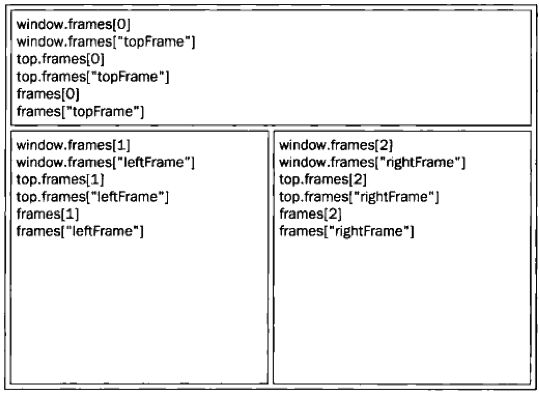 window.frames[0]
window.frames["topFrame"]
top.frames[0]
top.frames["topFrame"]
frames[0]
frames["topFrame"]
window.frames[1]
window.frames["leftFrame"]
top.frames[1]
top.frames["leftFrame"]
frames[1]
frames["leftFrame"]
window.frames[2]
window.frames["rightFrame"]
top.frames[2]
top.frames["rightFrame"]
frames[2]
frames["rightFrame"]